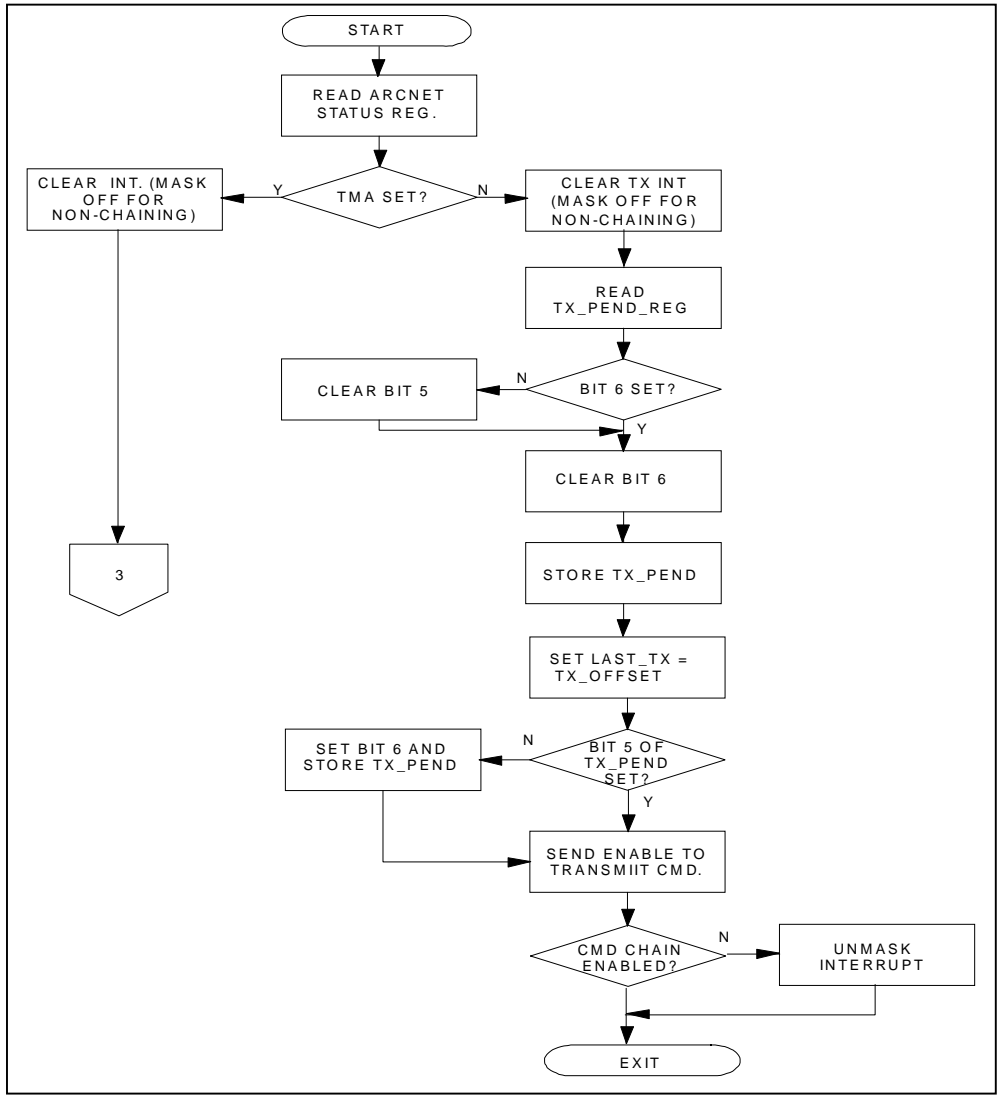 START
READ ARCNET
STATUS REG.
TMA SET?
Y
N
CLEAR INT. (MASK
OFF FOR
NON-CHAINING)
CLEAR TX INT
(MASK OFF FOR
NON-CHAINING)
READ
TX_PEND_REG
BIT 6 SET?
N
Y
CLEAR BIT 5
CLEAR BIT 6
3
STORE TX_PEND
SET LAST_TX =
TX_OFFSET
BIT 5 OF
TX_PEND
SET?
N
Y
SET BIT 6 AND
STORE TX_PEND
SEND ENABLE TO
TRANSMIIT CMD.
CMD CHAIN
ENABLED?
N
UNMASK
INTERRUPT
EXIT